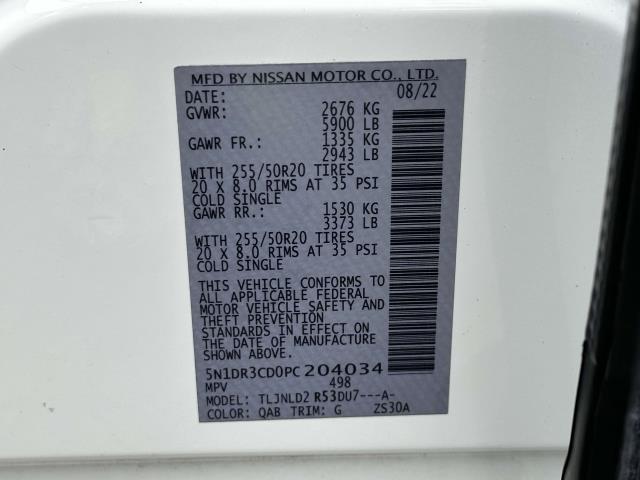 MFD BY NISSAN MOTOR CO., LTD.
DATE: 08/22
GVWR: 2676 KG
5900 LB
GAWR FR.: 1335 KG
2943 LB
WITH 255/50R20 TIRES
20 X 8.0 RIMS AT 35 PSI
COLD SINGLE
GAWR RR.: 1530 KG
3373 LB
WITH 255/50R20 TIRES
20 X 8.0 RIMS AT 35 PSI
COLD SINGLE
THIS VEHICLE CONFORMS TO
ALL APPLICABLE FEDERAL
MOTOR VEHICLE SAFETY AND
THEFT PREVENTION
STANDARDS IN EFFECT ON
THE DATE OF MANUFACTURE
SHOWN ABOVE.
5N1DR3CD0PC204034
MPV 498
MODEL: TLJNLD2 R53DU7---A-
COLOR: QAB TRIM: G ZS30A